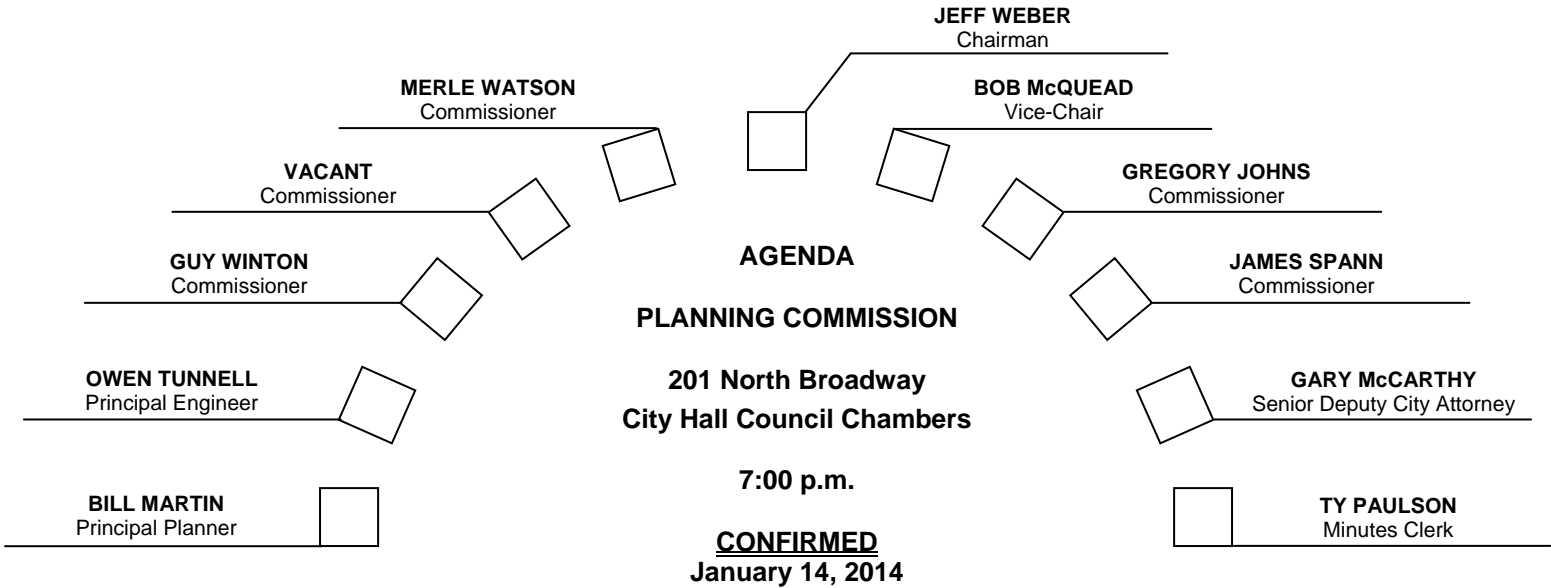 JEFF WEBER
Chairman
MERLE WATSON
Commissioner
BOB McQUEAD
Vice-Chair
VACANT
Commissioner
GREGORY JOHNS
Commissioner
GUY WINTON
Commissioner
JAMES SPANN
Commissioner
OWEN TUNNELL
Principal Engineer
GARY McCARTHY
Senior Deputy City Attorney
BILL MARTIN
Principal Planner
TY PAULSON
Minutes Clerk
AGENDA
PLANNING COMMISSION
201 North Broadway
City Hall Council Chambers
7:00 p.m.
CONFIRMED
January 14, 2014